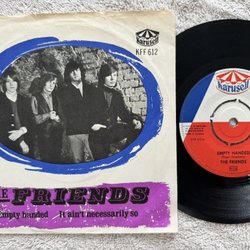 Karusell
KFF 612
THE FRIENDS
Empty handed It ain't necessarily so
Karusell
EMPTY HANDED
THE FRIENDS